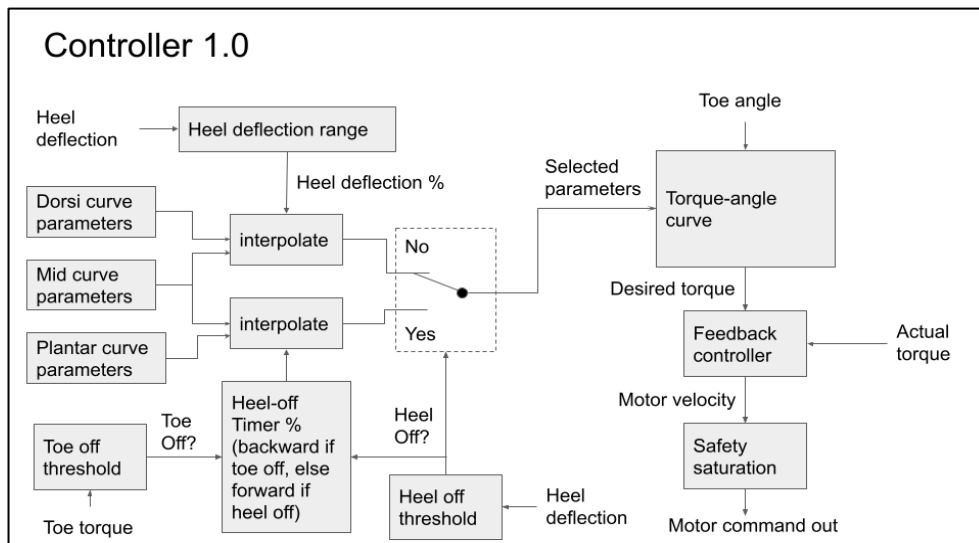 Controller 1.0
Heel
deflection
Heel deflection range
Heel deflection %
Dorsi curve
parameters
Mid curve
parameters
Plantar curve
parameters
interpolate
interpolate
No
Yes
Selected
parameters
Toe angle
Torque-angle
curve
Desired torque
Feedback
controller
Actual
torque
Motor velocity
Safety
saturation
Motor command out
Toe off
threshold
Toe torque
Toe
Off?
Heel-off
Timer %
(backward if
toe off, else
forward if
heel off)
Heel
Off?
Heel off
threshold
Heel
deflection